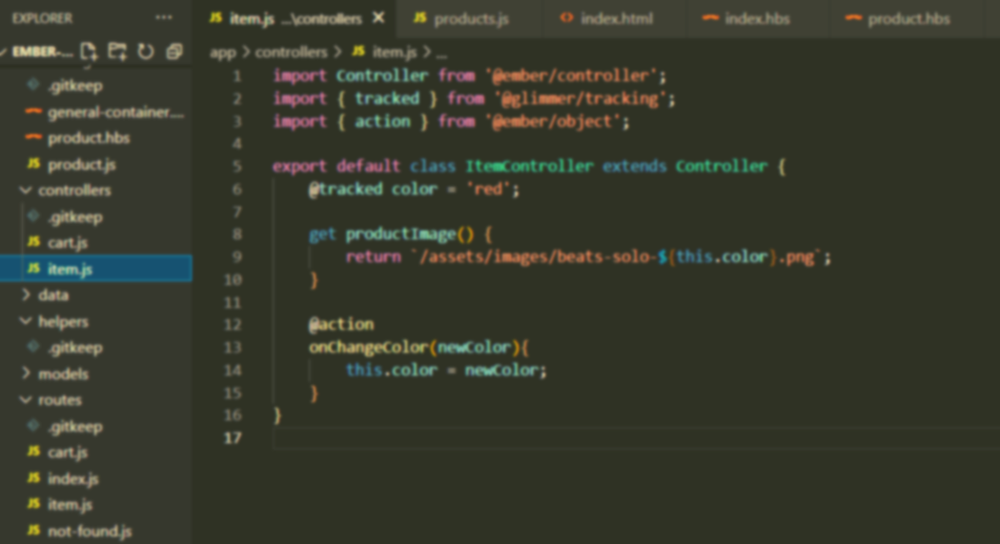 EXPLORER ...
EMBER-...
.gitkeep
general-container....
product.hbs
product.js
controllers
.gitkeep
cart.js
item.js
data
helpers
.gitkeep
models
routes
.gitkeep
cart.js
index.js
item.js
not-found.js
JS item.js ...\controllers JS products.js <> index.html index.hbs product.hbs
app > controllers > JS item.js > ...
1 import Controller from '@ember/controller';
2 import { tracked } from '@glimmer/tracking';
3 import { action } from '@ember/object';
4
5 export default class ItemController extends Controller {
6 @tracked color = 'red';
7
8 get productImage() {
9 return `/assets/images/beats-solo-${this.color}.png`;
10 }
11
12 @action
13 onChangeColor(newColor){
14 this.color = newColor;
15 }
16 }
17